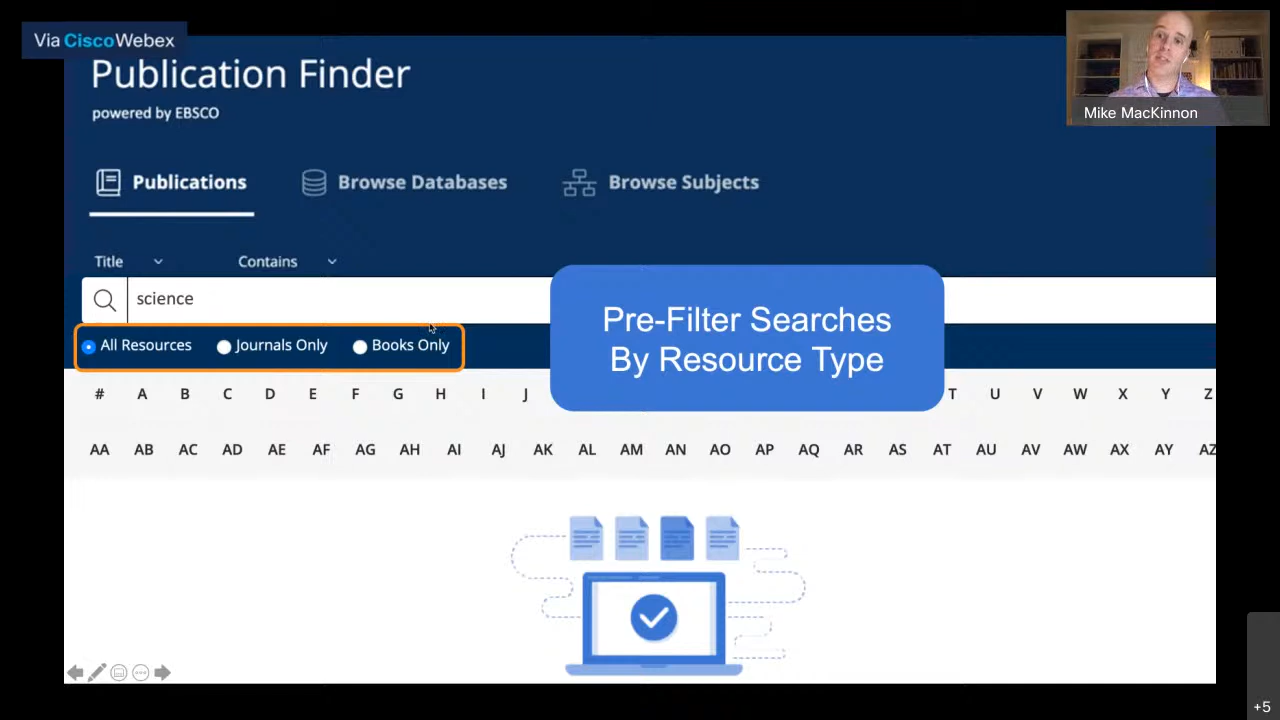 Via CiscoWebex
Mike MacKinnon
Publication Finder
powered by EBSCO
Publications
Browse Databases
Browse Subjects
Title
Contains
science
Pre-Filter Searches
By Resource Type
All Resources
Journals Only
Books Only
# A B C D E F G H I J T U V W X Y Z
AA AB AC AD AE AF AG AH AI AJ AK AL AM AN AO AP AQ AR AS AT AU AV AW AX AY AZ
+5